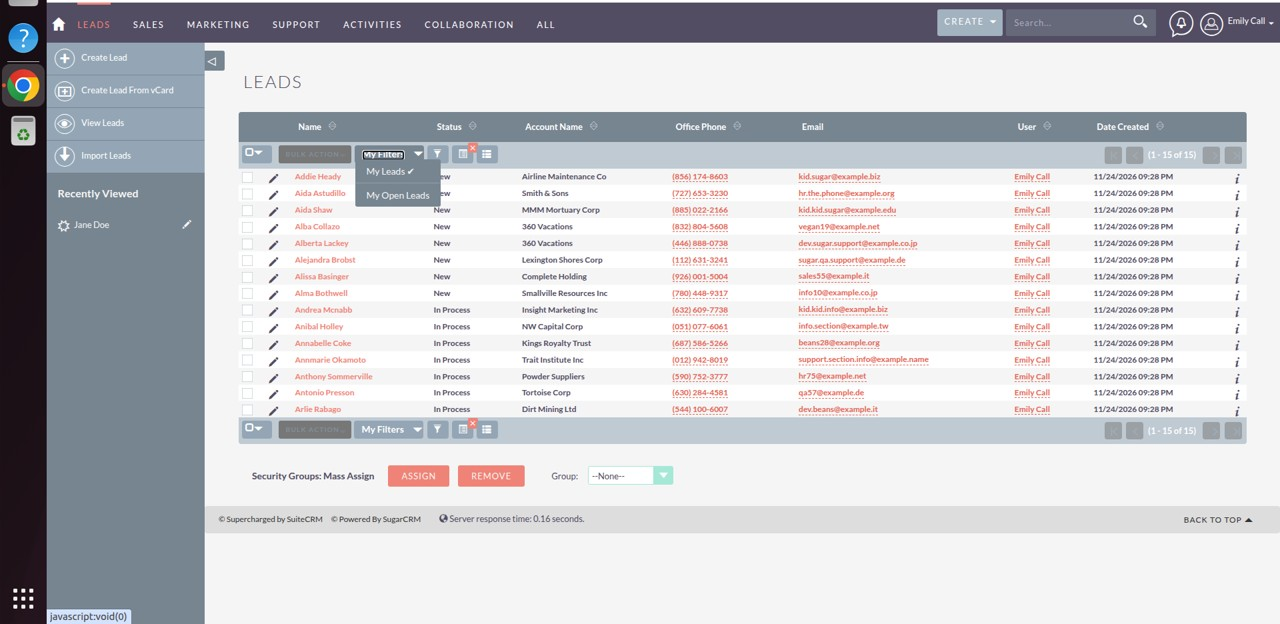 LEADS SALES MARKETING SUPPORT ACTIVITIES COLLABORATION ALL CREATE Search... Emily Call
Create Lead
Create Lead From vCard
View Leads
Import Leads
Recently Viewed
Jane Doe
LEADS
Name Status Account Name Office Phone Email User Date Created
BULK ACTION My Filters (1 - 15 of 15)
My Leads ✔
My Open Leads
Addie Heady ew Airline Maintenance Co (856) 174-8603 kid.sugar@example.biz Emily Call 11/24/2026 09:28 PM
Aida Astudillo ew Smith & Sons (727) 653-3230 hr.the.phone@example.org Emily Call 11/24/2026 09:28 PM
Aida Shaw New MMM Mortuary Corp (885) 022-2166 kid.kid.sugar@example.edu Emily Call 11/24/2026 09:28 PM
Alba Collazo New 360 Vacations (832) 804-5608 vegan19@example.net Emily Call 11/24/2026 09:28 PM
Alberta Lackey New 360 Vacations (446) 888-0738 dev.sugar.support@example.co.jp Emily Call 11/24/2026 09:28 PM
Alejandra Brobst New Lexington Shores Corp (112) 631-3241 sugar.qa.support@example.de Emily Call 11/24/2026 09:28 PM
Alissa Basinger New Complete Holding (926) 001-5004 sales55@example.it Emily Call 11/24/2026 09:28 PM
Alma Bothwell New Smallville Resources Inc (780) 448-9317 info10@example.co.jp Emily Call 11/24/2026 09:28 PM
Andrea Mcnabb In Process Insight Marketing Inc (632) 609-7738 kid.kid.info@example.biz Emily Call 11/24/2026 09:28 PM
Anibal Holley In Process NW Capital Corp (051) 077-6061 info.section@example.tw Emily Call 11/24/2026 09:28 PM
Annabelle Coke In Process Kings Royalty Trust (687) 586-5266 beans28@example.org Emily Call 11/24/2026 09:28 PM
Annmarie Okamoto In Process Trait Institute Inc (012) 942-8019 support.section.info@example.name Emily Call 11/24/2026 09:28 PM
Anthony Sommerville In Process Powder Suppliers (590) 752-3777 hr75@example.net Emily Call 11/24/2026 09:28 PM
Antonio Presson In Process Tortoise Corp (630) 284-4581 qa57@example.de Emily Call 11/24/2026 09:28 PM
Arlie Rabago In Process Dirt Mining Ltd (544) 100-6007 dev.beans@example.it Emily Call 11/24/2026 09:28 PM
BULK ACTION My Filters (1 - 15 of 15)
Security Groups: Mass Assign ASSIGN REMOVE Group: --None--
© Supercharged by SuiteCRM © Powered By SugarCRM Server response time: 0.16 seconds. BACK TO TOP
javascript:void(0)